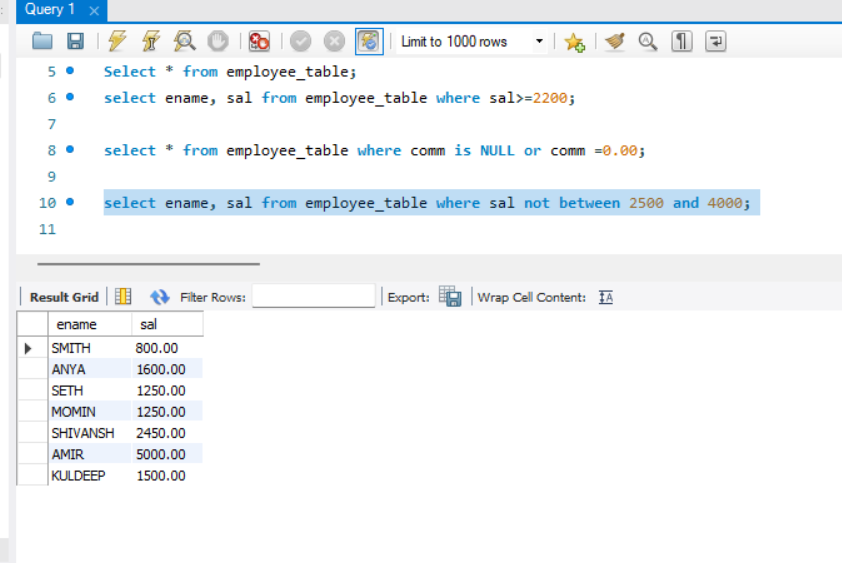 Query 1
Limit to 1000 rows
5 Select * from employee_table;
6 select ename, sal from employee_table where sal>=2200;
7
8 select * from employee_table where comm is NULL or comm =0.00;
9
10 select ename, sal from employee_table where sal not between 2500 and 4000;
11
Result Grid Filter Rows: Export: Wrap Cell Content: IA
ename sal
SMITH 800.00
ANYA 1600.00
SETH 1250.00
MOMIN 1250.00
SHIVANSH 2450.00
AMIR 5000.00
KULDEEP 1500.00